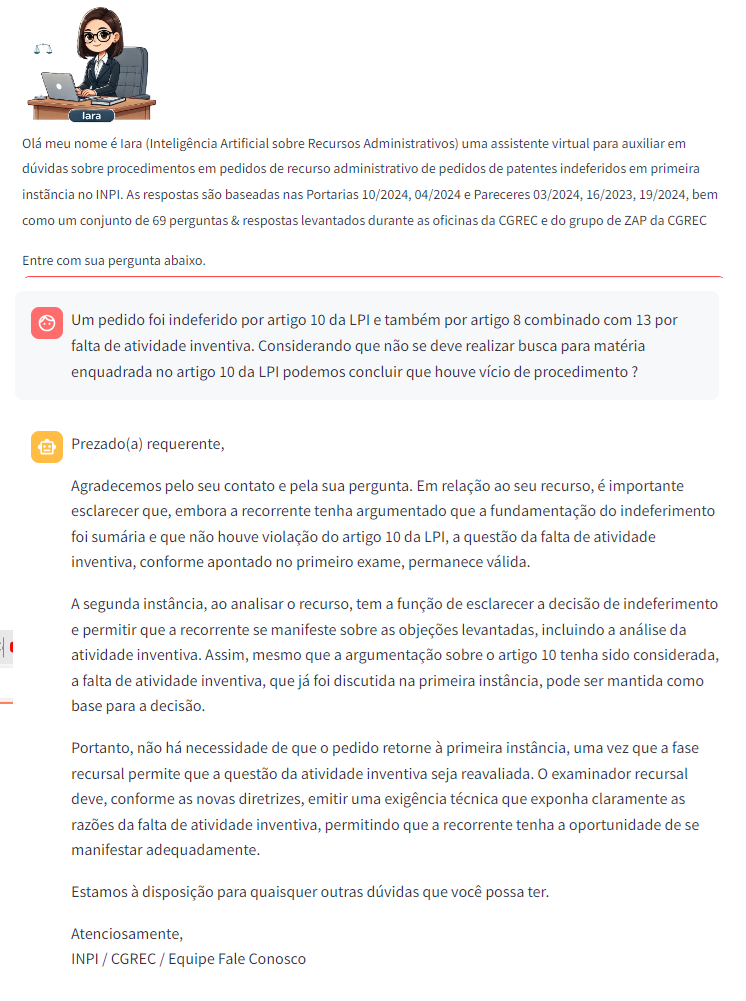 Iara
Olá meu nome é Iara (Inteligência Artificial sobre Recursos Administrativos) uma assistente virtual para auxiliar em
dúvidas sobre procedimentos em pedidos de recurso administrativo de pedidos de patentes indeferidos em primeira
instância no INPI. As respostas são baseadas nas Portarias 10/2024, 04/2024 e Pareceres 03/2024, 16/2023, 19/2024, bem
como um conjunto de 69 perguntas & respostas levantados durante as oficinas da CGREC e do grupo de ZAP da CGREC
Entre com sua pergunta abaixo.
Um pedido foi indeferido por artigo 10 da LPI e também por artigo 8 combinado com 13 por
falta de atividade inventiva. Considerando que não se deve realizar busca para matéria
enquadrada no artigo 10 da LPI podemos concluir que houve vício de procedimento ?
Prezado(a) requerente,
Agradecemos pelo seu contato e pela sua pergunta. Em relação ao seu recurso, é importante
esclarecer que, embora a recorrente tenha argumentado que a fundamentação do indeferimento
foi sumária e que não houve violação do artigo 10 da LPI, a questão da falta de atividade
inventiva, conforme apontado no primeiro exame, permanece válida.
A segunda instância, ao analisar o recurso, tem a função de esclarecer a decisão de indeferimento
e permitir que a recorrente se manifeste sobre as objeções levantadas, incluindo a análise da
atividade inventiva. Assim, mesmo que a argumentação sobre o artigo 10 tenha sido considerada,
a falta de atividade inventiva, que já foi discutida na primeira instância, pode ser mantida como
base para a decisão.
Portanto, não há necessidade de que o pedido retorne à primeira instância, uma vez que a fase
recursal permite que a questão da atividade inventiva seja reavaliada. O examinador recursal
deve, conforme as novas diretrizes, emitir uma exigência técnica que exponha claramente as
razões da falta de atividade inventiva, permitindo que a recorrente tenha a oportunidade de se
manifestar adequadamente.
Estamos à disposição para quaisquer outras dúvidas que você possa ter.
Atenciosamente,
INPI / CGREC / Equipe Fale Conosco